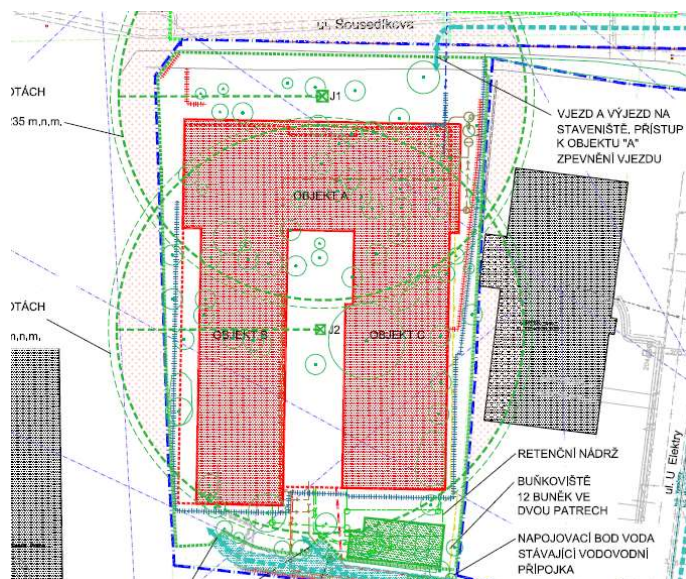 ul. Sousedíkova
OTÁCH
235 m,n,m,
J1
VJEZD A VÝJEZD NA
STAVENIŠTĚ, PŘÍSTUP
K OBJEKTU "A"
ZPEVNĚNÍ VJEZDU
OBJEKT A
OTÁCH
m,n,m,
J2
OBJEKT B
OBJEKT C
ul. U Elektry
RETENČNÍ NÁDRŽ
BUŇKOVIŠTĚ
12 BUNĚK VE
DVOU PATRECH
NAPOJOVACÍ BOD VODA
STÁVAJÍCÍ VODOVODNÍ
PŘÍPOJKA